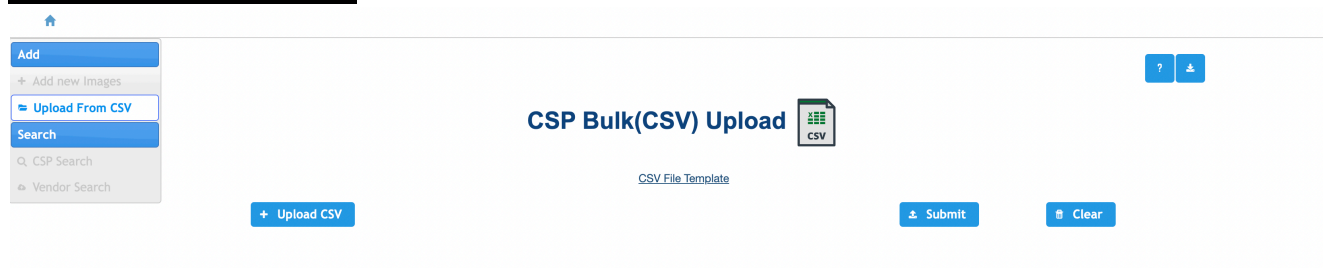 Add
+ Add new Images
Upload From CSV
Search
CSP Search
Vendor Search
?
CSP Bulk(CSV) Upload
CSV
CSV File Template
+ Upload CSV
Submit
Clear